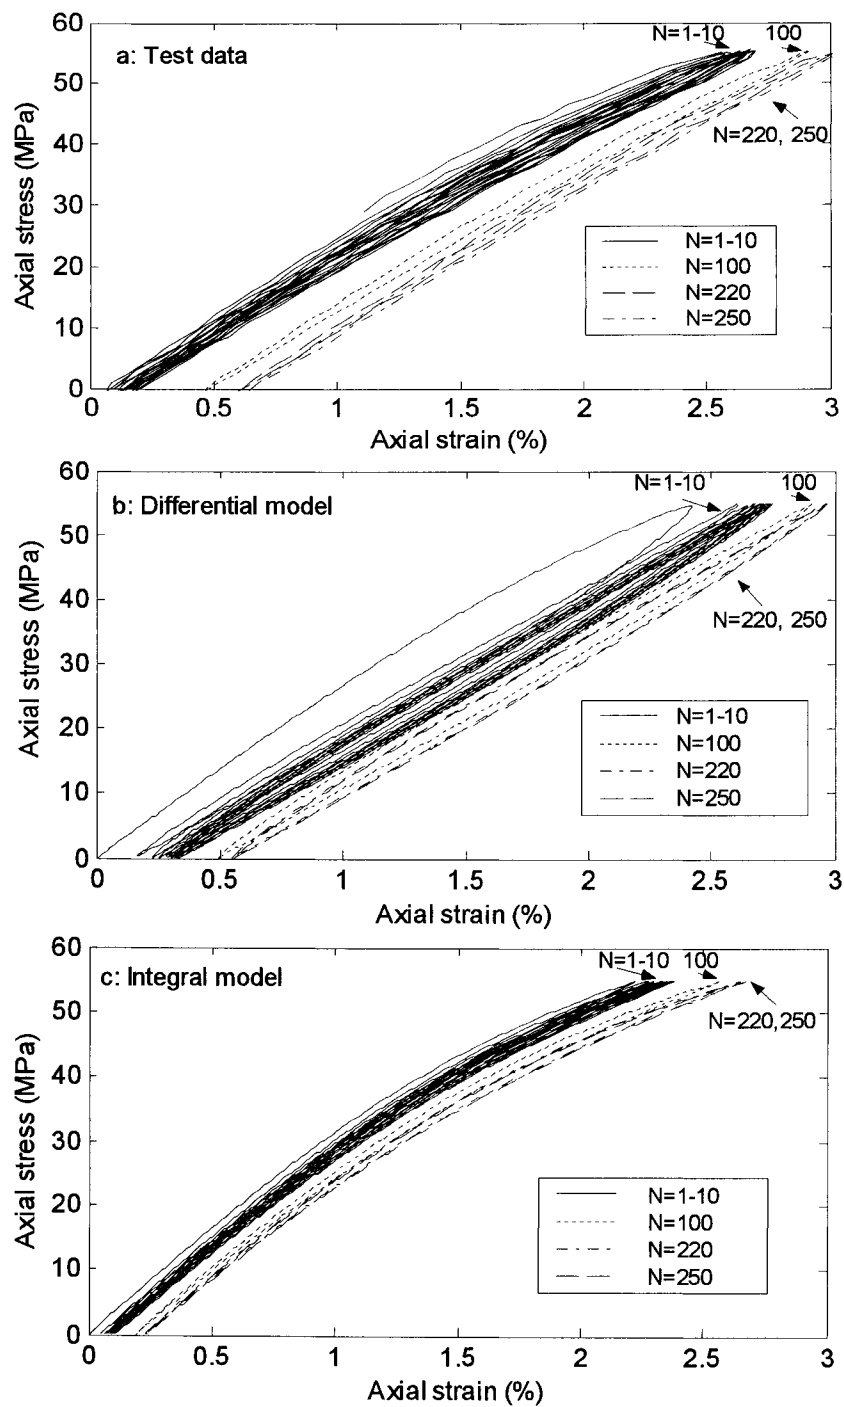 60
N=1-10 100
a: Test data
50
40
N=220, 250
Axial stress (MPa)
30
N=1-10
20
N=100
N=220
10
N=250
0
0 0.5 1 1.5 2 2.5 3
Axial strain (%)
60
N=1-10 100
b: Differential model
50
40
N=220, 250
Axial stress (MPa)
30
N=1-10
20
N=100
N=220
10
N=250
0
0 0.5 1 1.5 2 2.5 3
Axial strain (%)
60
N=1-10 100
c: Integral model
50
N=220,250
40
Axial stress (MPa)
30
20
N=1-10
N=100
10
N=220
N=250
0
0 0.5 1 1.5 2 2.5 3
Axial strain (%)